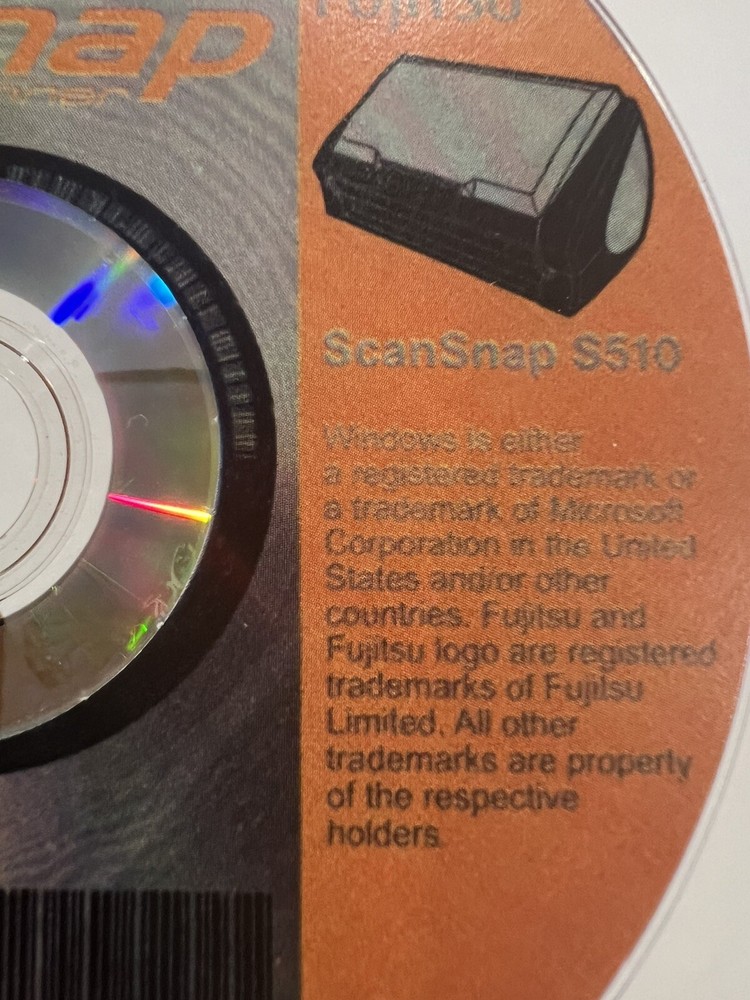 nap
Fujitsu
ScanSnap S510
Windows is either
a registered trademark or
a trademark of Microsoft
Corporation in the United
States and/or other
countries. Fujitsu and
Fujitsu logo are registered
trademarks of Fujitsu
Limited. All other
trademarks are property
of the respective
holders